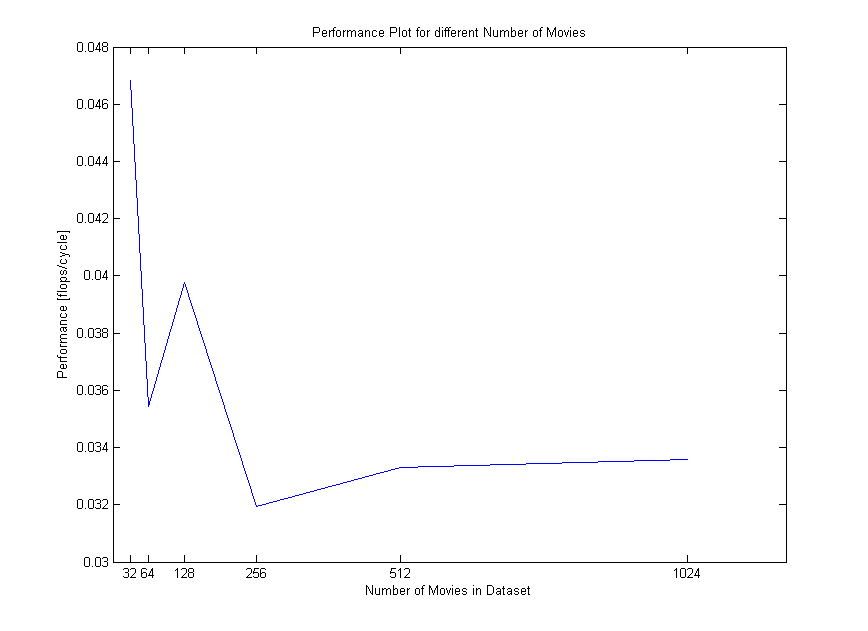 Performance Plot for different Number of Movies
0.048
0.046
0.044
0.042
0.04
0.038
0.036
0.034
0.032
0.03
Performance [flops/cycle]
32 64 128 256 512 1024
Number of Movies in Dataset